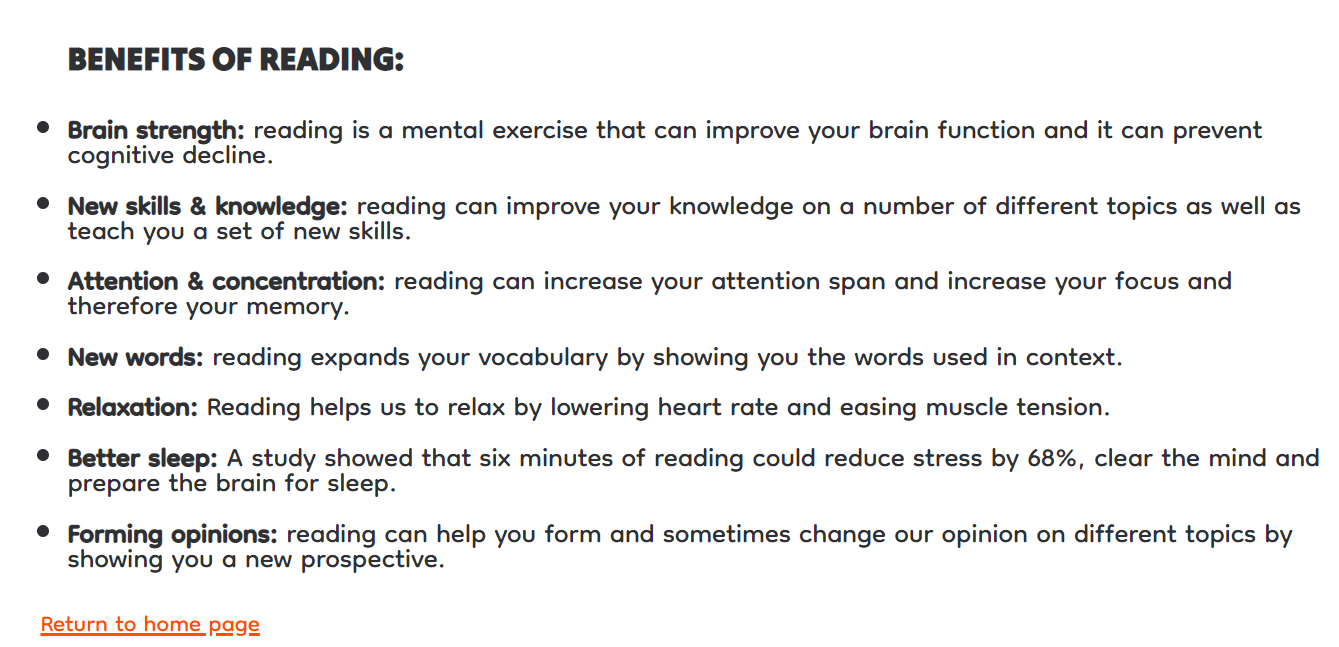 BENEFITS OF READING:
Brain strength: reading is a mental exercise that can improve your brain function and it can prevent
cognitive decline.
New skills & knowledge: reading can improve your knowledge on a number of different topics as well as
teach you a set of new skills.
Attention & concentration: reading can increase your attention span and increase your focus and
therefore your memory.
New words: reading expands your vocabulary by showing you the words used in context.
Relaxation: Reading helps us to relax by lowering heart rate and easing muscle tension.
Better sleep: A study showed that six minutes of reading could reduce stress by 68%, clear the mind and
prepare the brain for sleep.
Forming opinions: reading can help you form and sometimes change our opinion on different topics by
showing you a new prospective.
Return to home page